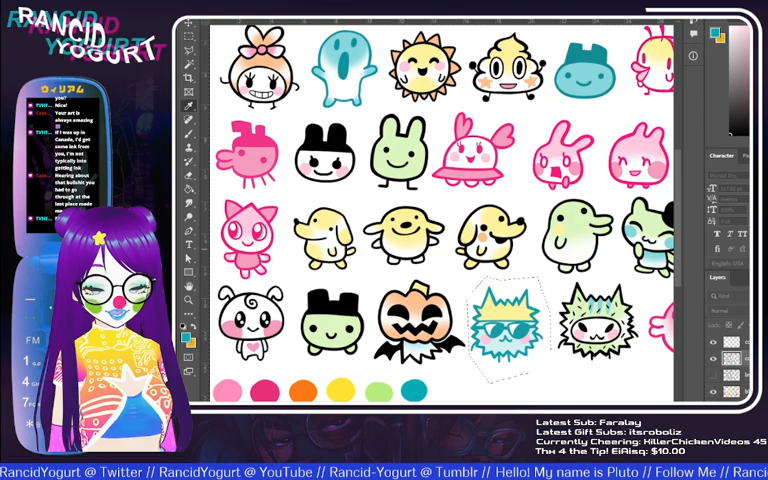 RANCID
YOGURT
ウィリアム
you?
Nice!
Your art is
always amazing
If I was up in
Canada, I'd get
some ink from
you, I'm not
typically into
getting ink
Hearing about
that bullshit you
had to go
through at the
last place made
FM
1
4
7
Character
Layers
Latest Sub: Faralay
Latest Gift Subs: itsroboliz
Currently Cheering: KillerChickenVideos 45
Thx 4 the Tip! EiAisq: $10.00
RancidYogurt @ Twitter // RancidYogurt @ YouTube // Rancid-Yogurt @ Tumblr // Hello! My name is Pluto // Follow Me // Ranci